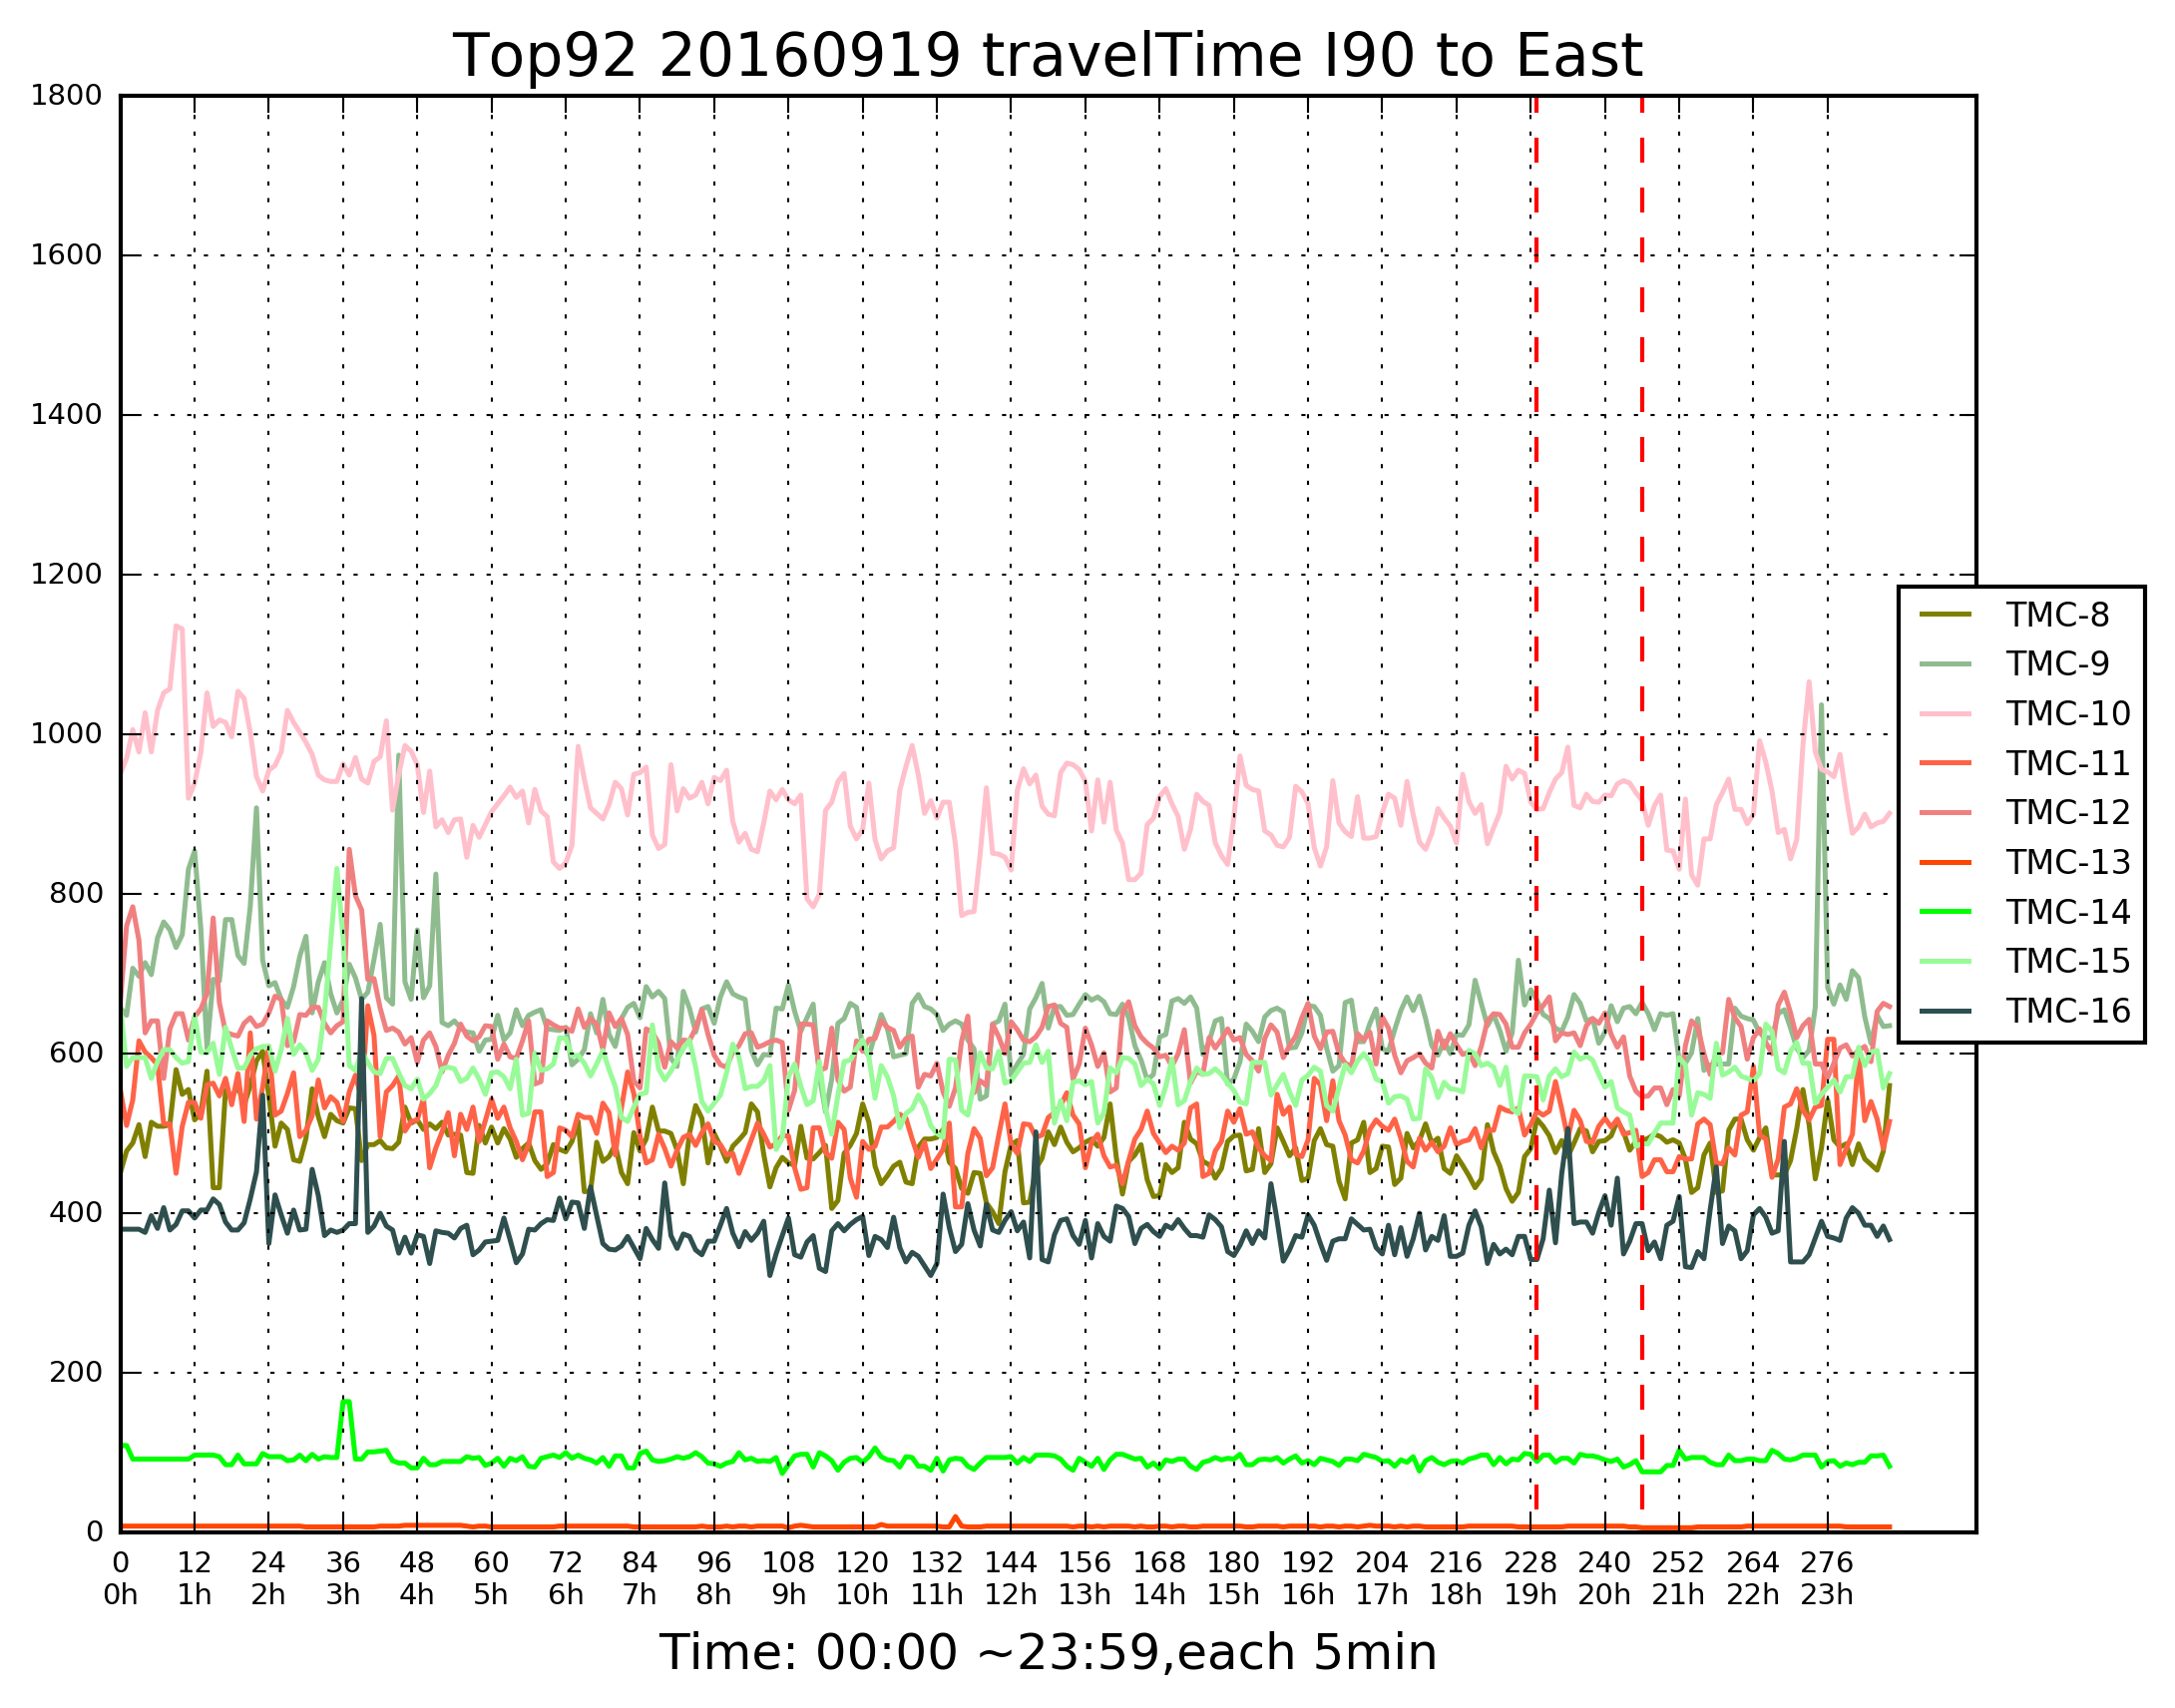 Top92 20160919 travelTime I90 to East
1800
1600
1400
1200
1000
800
600
400
200
0
TMC-8
TMC-9
TMC-10
TMC-11
TMC-12
TMC-13
TMC-14
TMC-15
TMC-16
0 12 24 36 48 60 72 84 96 108 120 132 144 156 168 180 192 204 216 228 240 252 264 276
0h 1h 2h 3h 4h 5h 6h 7h 8h 9h 10h 11h 12h 13h 14h 15h 16h 17h 18h 19h 20h 21h 22h 23h
Time: 00:00 ~23:59,each 5min